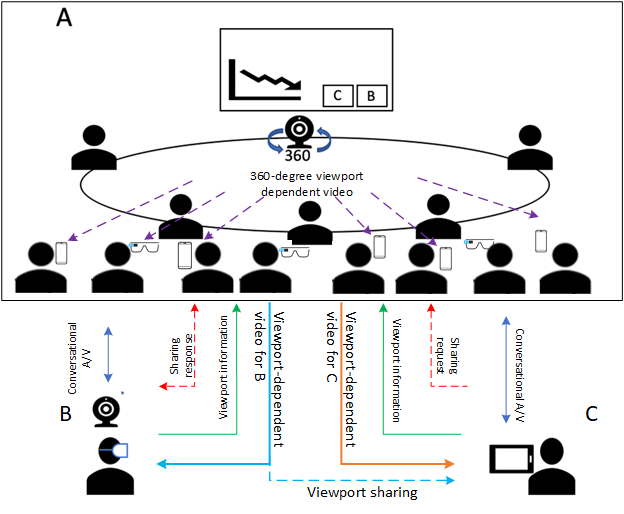 A
C
B
360
360-degree viewport
dependent video
Conversational
A/V
Sharing
response
Viewport information
Viewport-dependent
video for B
Viewport-dependent
video for C
Viewport information
Sharing
request
Conversational A/V
B
C
Viewport sharing